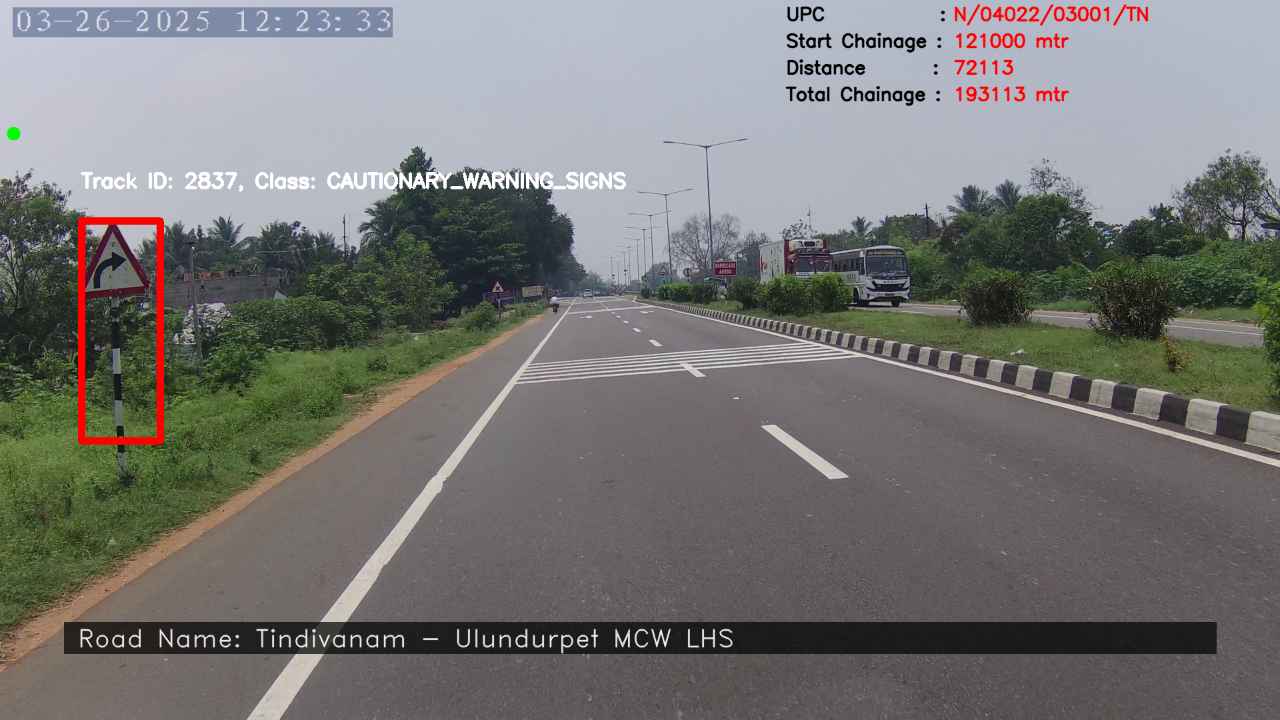 03-26-2025 12:23:33
UPC : N/04022/03001/TN
Start Chainage : 121000 mtr
Distance : 72113
Total Chainage : 193113 mtr
Track ID: 2837, Class: CAUTIONARY_WARNING_SIGNS
Road Name: Tindivanam - Ulundurpet MCW LHS